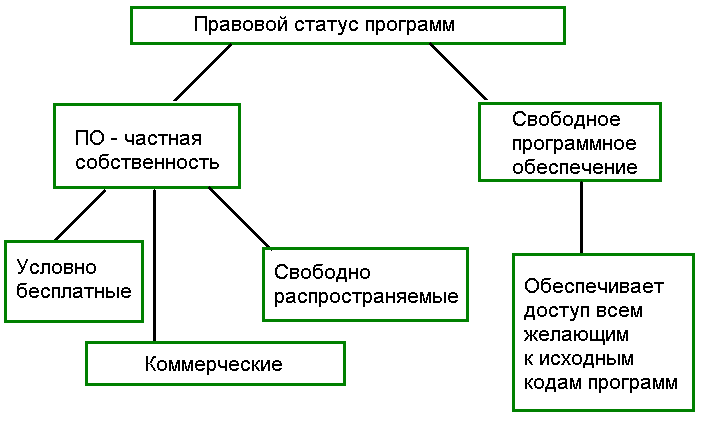 Правовой статус программ
ПО - частная
собственность
Свободное
программное
обеспечение
Условно
бесплатные
Свободно
распространяемые
Коммерческие
Обеспечивает
доступ всем
желающим
к исходным
кодам программ